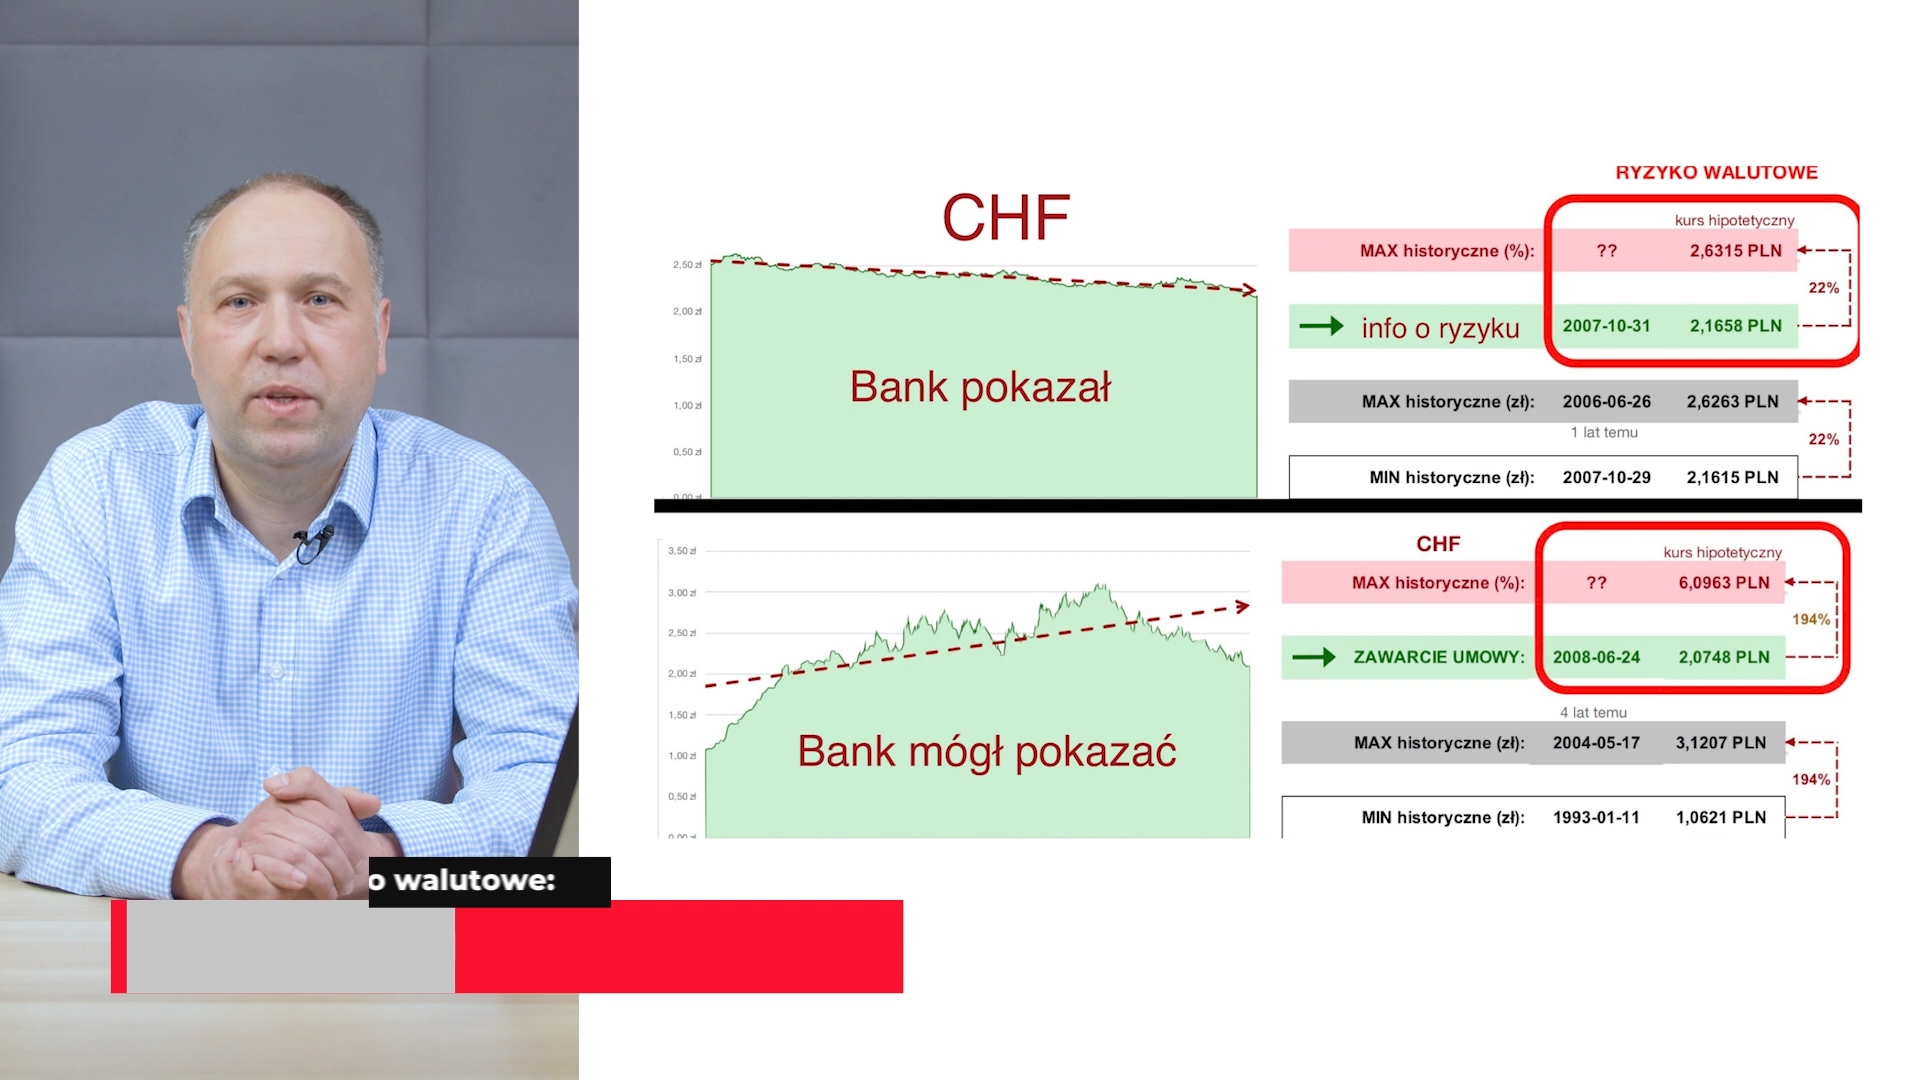 RYZYKO WALUTOWE
CHF
kurs hipotetyczny
MAX historyczne (%): ?? 2,6315 PLN
22%
info o ryzyku 2007-10-31 2,1658 PLN
MAX historyczne (zł): 2006-06-26 2,6263 PLN
1 lat temu
22%
MIN historyczne (zł): 2007-10-29 2,1615 PLN
2,50 zł
2,00 zł
1,50 zł
1,00 zł
0,50 zł
0,00 zł
Bank pokazał
CHF
kurs hipotetyczny
MAX historyczne (%): ?? 6,0963 PLN
194%
ZAWARCIE UMOWY: 2008-06-24 2,0748 PLN
4 lat temu
MAX historyczne (zł): 2004-05-17 3,1207 PLN
194%
MIN historyczne (zł): 1993-01-11 1,0621 PLN
3,50 zł
3,00 zł
2,50 zł
2,00 zł
1,50 zł
1,00 zł
0,50 zł
0,00 zł
Bank mógł pokazać
o walutowe: